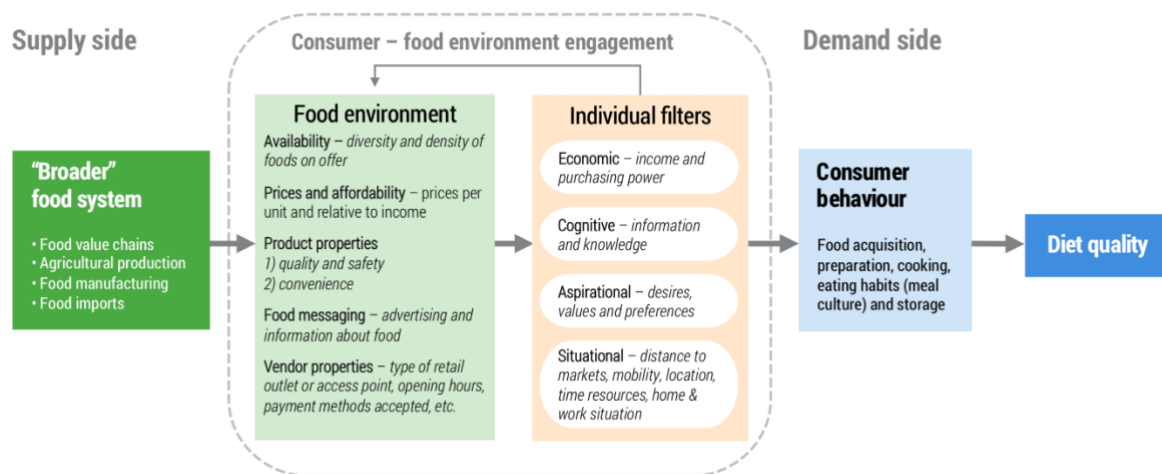 Supply side
Consumer – food environment engagement
Demand side
"Broader"
food system
• Food value chains
• Agricultural production
• Food manufacturing
• Food imports
Food environment
Availability – diversity and density of
foods on offer
Prices and affordability – prices per
unit and relative to income
Product properties
1) quality and safety
2) convenience
Food messaging – advertising and
information about food
Vendor properties – type of retail
outlet or access point, opening hours,
payment methods accepted, etc.
Individual filters
Economic – income and
purchasing power
Cognitive – information
and knowledge
Aspirational – desires,
values and preferences
Situational – distance to
markets, mobility, location,
time resources, home &
work situation
Consumer
behaviour
Food acquisition,
preparation, cooking,
eating habits (meal
culture) and storage
Diet quality